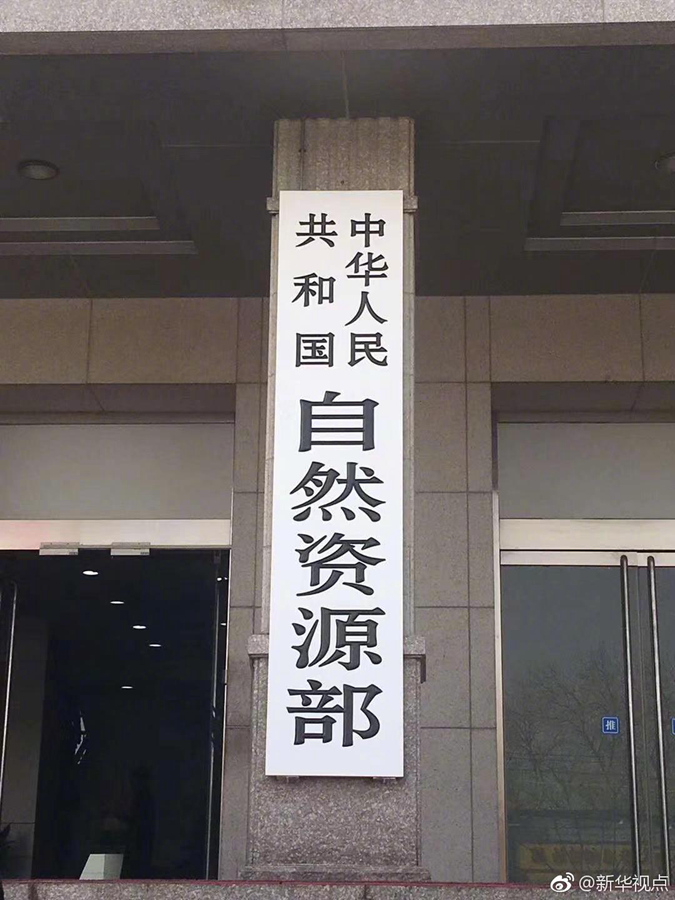 中华人民
共和国
自然资源部
推
@新华视点